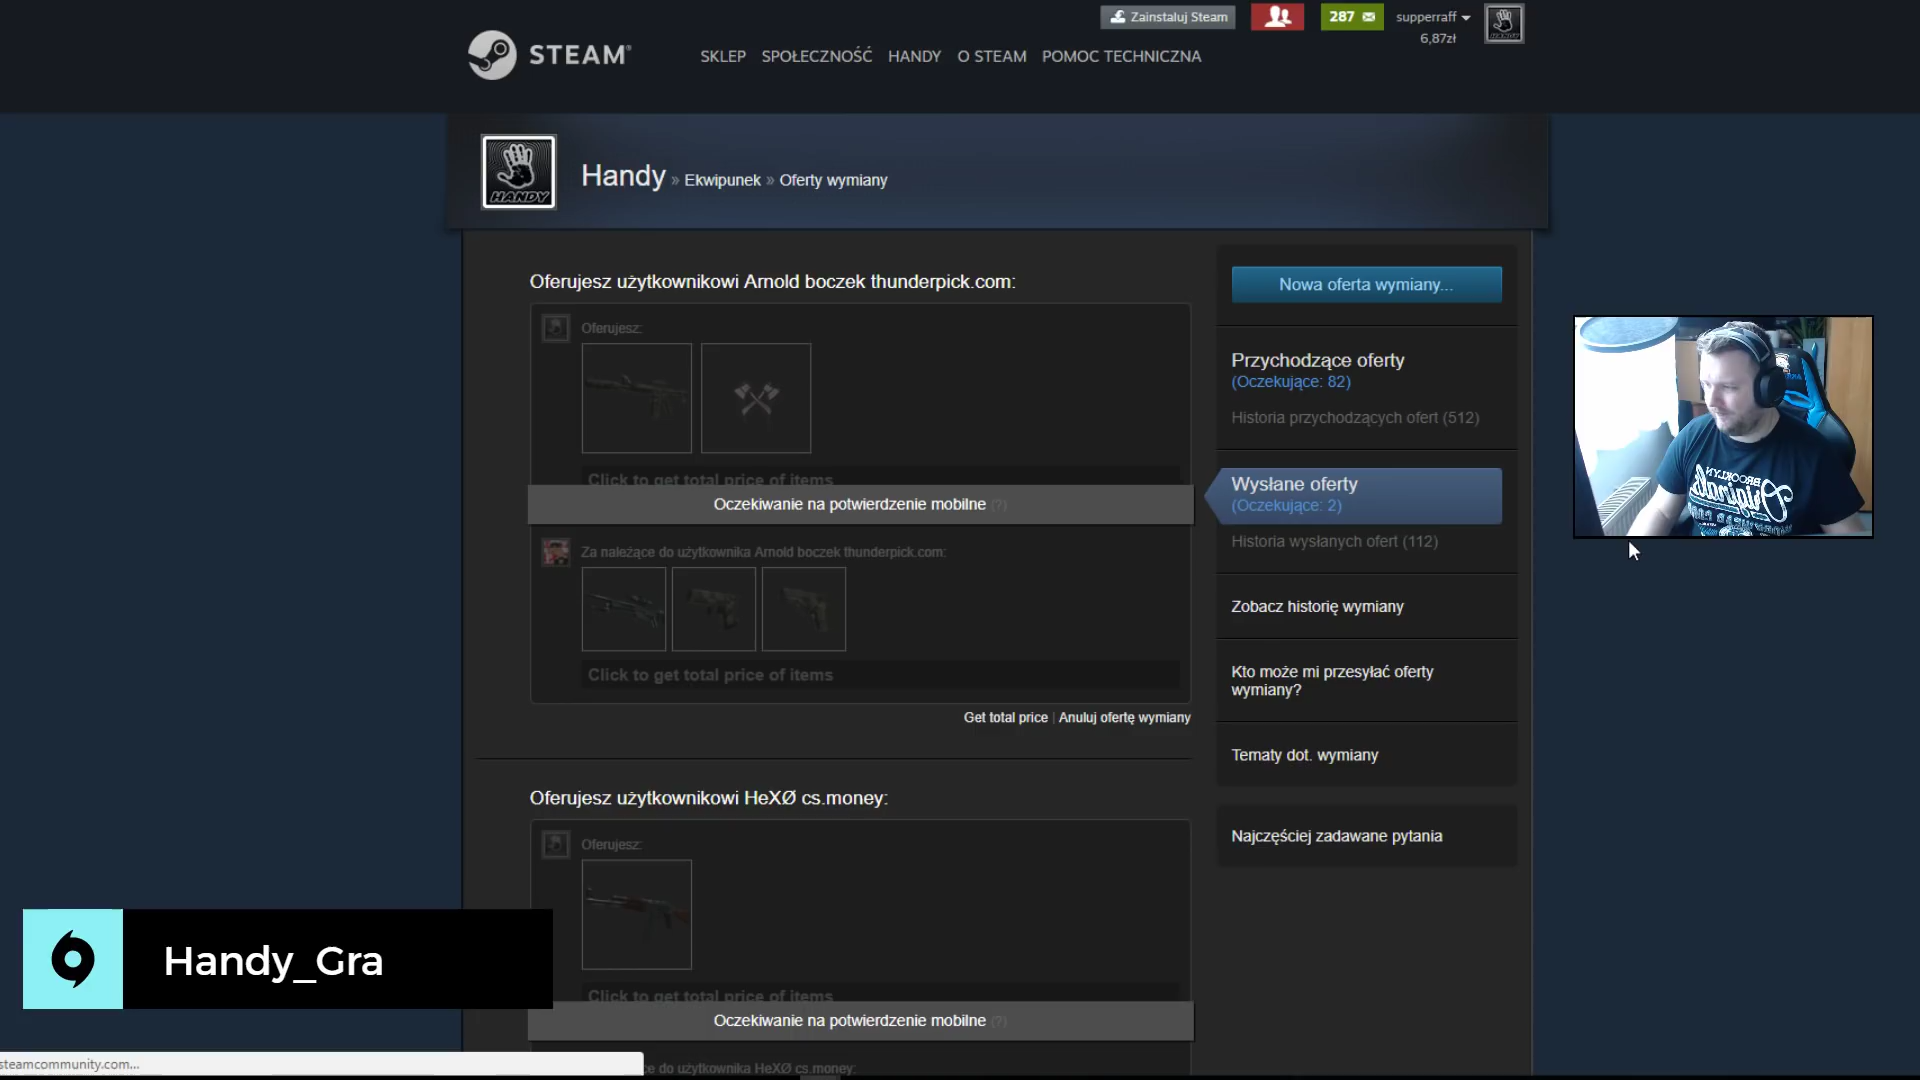 Zainstaluj Steam
287
supperraff
6,87zł
STEAM®
SKLEP SPOŁECZNOŚĆ HANDY O STEAM POMOC TECHNICZNA
HANDY
Handy » Ekwipunek » Oferty wymiany
Oferujesz użytkownikowi Arnold boczek thunderpick.com:
Oferujesz:
Click to get total price of items
Oczekiwanie na potwierdzenie mobilne (?)
Za należące do użytkownika Arnold boczek thunderpick.com:
Click to get total price of items
Get total price | Anuluj ofertę wymiany
Oferujesz użytkownikowi HeXØ cs.money:
Oferujesz:
Click to get total price of items
Oczekiwanie na potwierdzenie mobilne (?)
ce do użytkownika HeXØ cs.money:
Nowa oferta wymiany...
Przychodzące oferty
(Oczekujące: 82)
Historia przychodzących ofert (512)
Wysłane oferty
(Oczekujące: 2)
Historia wysłanych ofert (112)
Zobacz historię wymiany
Kto może mi przesyłać oferty
wymiany?
Tematy dot. wymiany
Najczęściej zadawane pytania
BROOKLYN
Originals
Handy_Gra
steamcommunity.com...